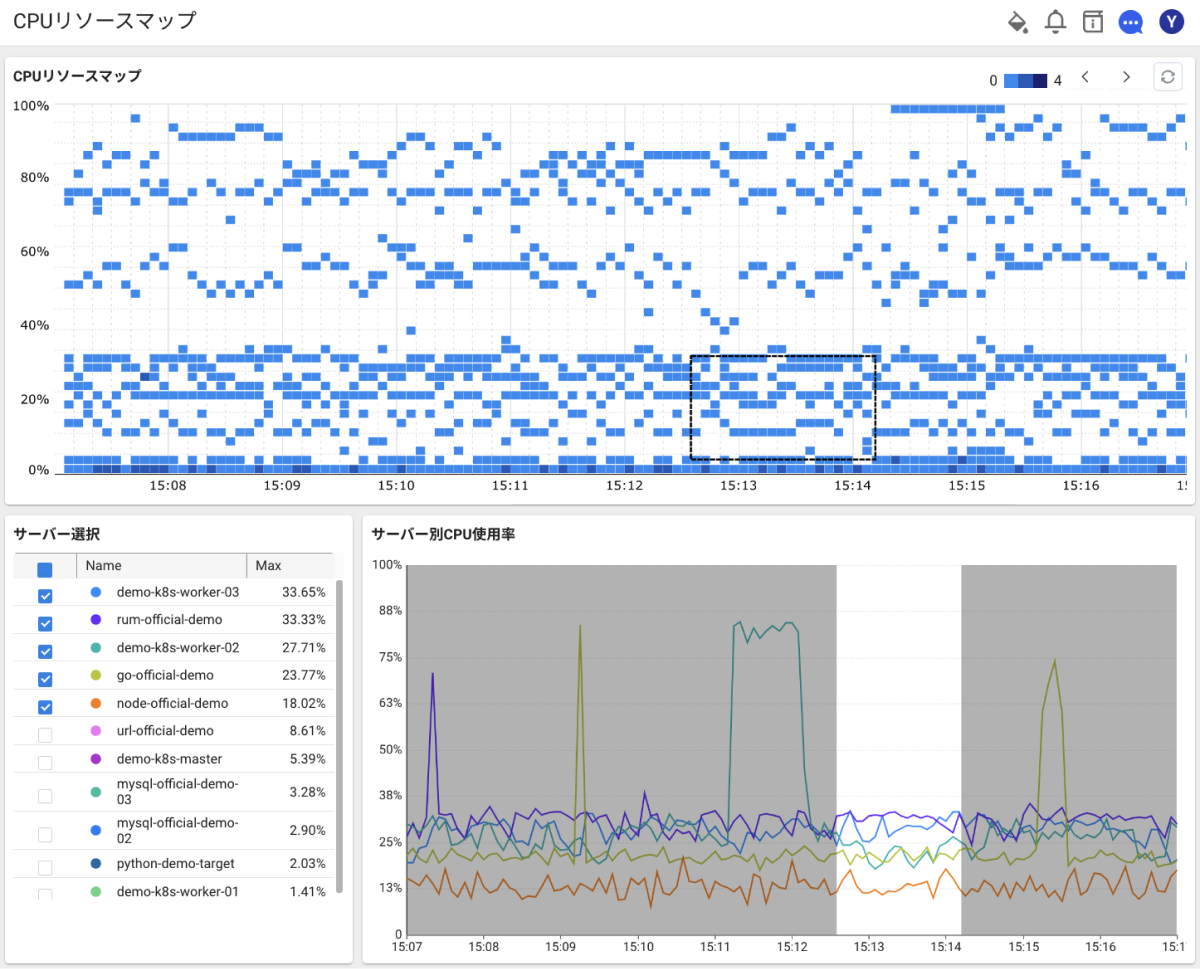 CPUリソースマップ
Y
CPUリソースマップ
0 4
100%
80%
60%
40%
20%
0%
15:08 15:09 15:10 15:11 15:12 15:13 15:14 15:15 15:16
サーバー選択
Name Max
demo-k8s-worker-03 33.65%
rum-official-demo 33.33%
demo-k8s-worker-02 27.71%
go-official-demo 23.77%
node-official-demo 18.02%
url-official-demo 8.61%
demo-k8s-master 5.39%
mysql-official-demo-
03 3.28%
mysql-official-demo-
02 2.90%
python-demo-target 2.03%
demo-k8s-worker-01 1.41%
サーバー別CPU使用率
100%
88%
75%
63%
50%
38%
25%
13%
0
15:07 15:08 15:09 15:10 15:11 15:12 15:13 15:14 15:15 15:16